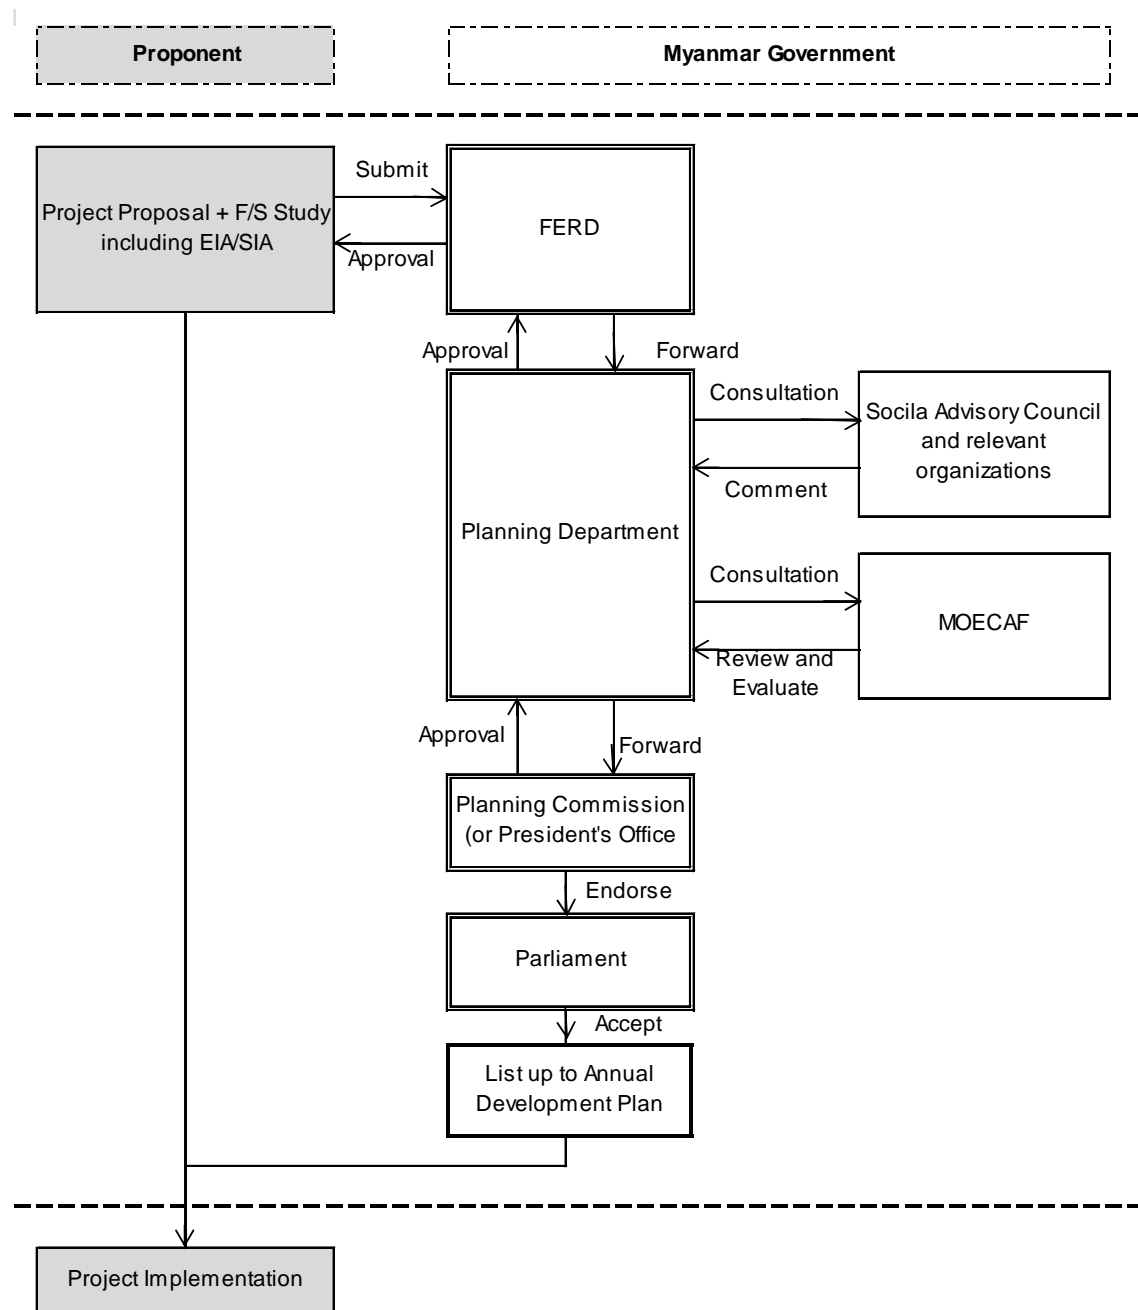 Proponent
Myanmar Government
Submit
Project Proposal + F/S Study
including EIA/SIA
FERD
Approval
Approval
Forward
Consultation
Socila Advisory Council
and relevant
organizations
Comment
Planning Department
Consultation
MOECAF
Review and
Evaluate
Approval
Forward
Planning Commission
(or President's Office
Endorse
Parliament
Accept
List up to Annual
Development Plan
Project Implementation